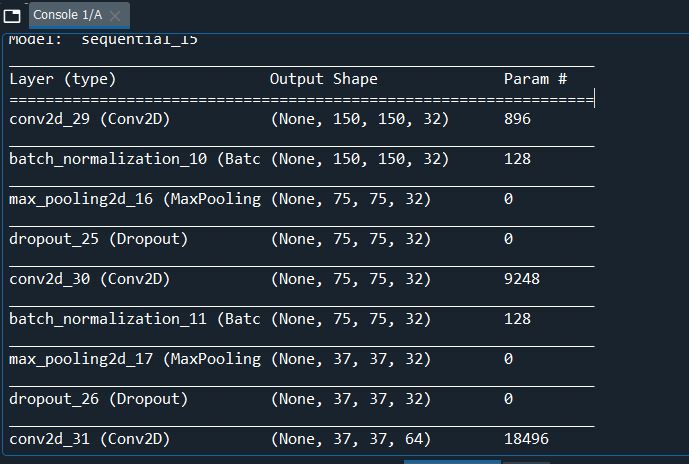 Console 1/A
Model: sequential_15
Layer (type) Output Shape Param #
=================================================================
conv2d_29 (Conv2D) (None, 150, 150, 32) 896
batch_normalization_10 (Batc (None, 150, 150, 32) 128
max_pooling2d_16 (MaxPooling (None, 75, 75, 32) 0
dropout_25 (Dropout) (None, 75, 75, 32) 0
conv2d_30 (Conv2D) (None, 75, 75, 32) 9248
batch_normalization_11 (Batc (None, 75, 75, 32) 128
max_pooling2d_17 (MaxPooling (None, 37, 37, 32) 0
dropout_26 (Dropout) (None, 37, 37, 32) 0
conv2d_31 (Conv2D) (None, 37, 37, 64) 18496